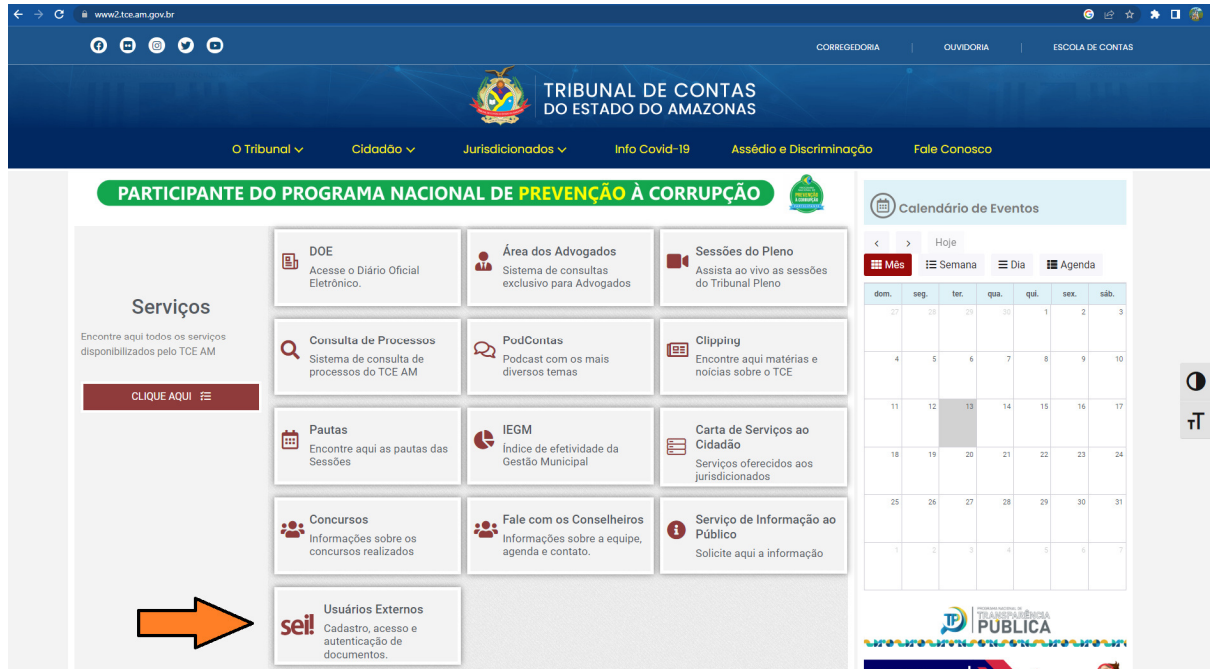 www2.tce.am.gov.br
CORREGEDORIA | OUVIDORIA | ESCOLA DE CONTAS
TRIBUNAL DE CONTAS
DO ESTADO DO AMAZONAS
O Tribunal Cidadão Jurisdicionados Info Covid-19 Assédio e Discriminação Fale Conosco
PARTICIPANTE DO PROGRAMA NACIONAL DE PREVENÇÃO À CORRUPÇÃO
Serviços
Encontre aqui todos os serviços
disponibilizados pelo TCE AM
CLIQUE AQUI
DOE
Acesse o Diário Oficial
Eletrônico.
Área dos Advogados
Sistema de consultas
exclusivo para Advogados
Sessões do Pleno
Assista ao vivo as sessões
do Tribunal Pleno
Consulta de Processos
Sistema de consulta de
processos do TCE AM
PodContas
Podcast com os mais
diversos temas
Clipping
Encontre aqui matérias e
noícias sobre o TCE
Pautas
Encontre aqui as pautas das
Sessões
IEGM
Índice de efetividade da
Gestão Municipal
Carta de Serviços ao
Cidadão
Serviços oferecidos aos
jurisdicionados
Concursos
Informações sobre os
concursos realizados
Fale com os Conselheiros
Informações sobre a equipe,
agenda e contato.
Serviço de Informação ao
Público
Solicite aqui a informação
sei!
Usuários Externos
Cadastro, acesso e
autenticação de
documentos.
Calendário de Eventos
< > Hoje
Mês Semana Dia Agenda
dom. seg. ter. qua. qui. sex. sáb.
27 28 29 30 1 2 3
4 5 6 7 8 9 10
11 12 13 14 15 16 17
18 19 20 21 22 23 24
25 26 27 28 29 30 31
1 2 3 4 5 6 7
TP
PROGRAMA NACIONAL DE
TRANSPARÊNCIA
PÚBLICA
TT